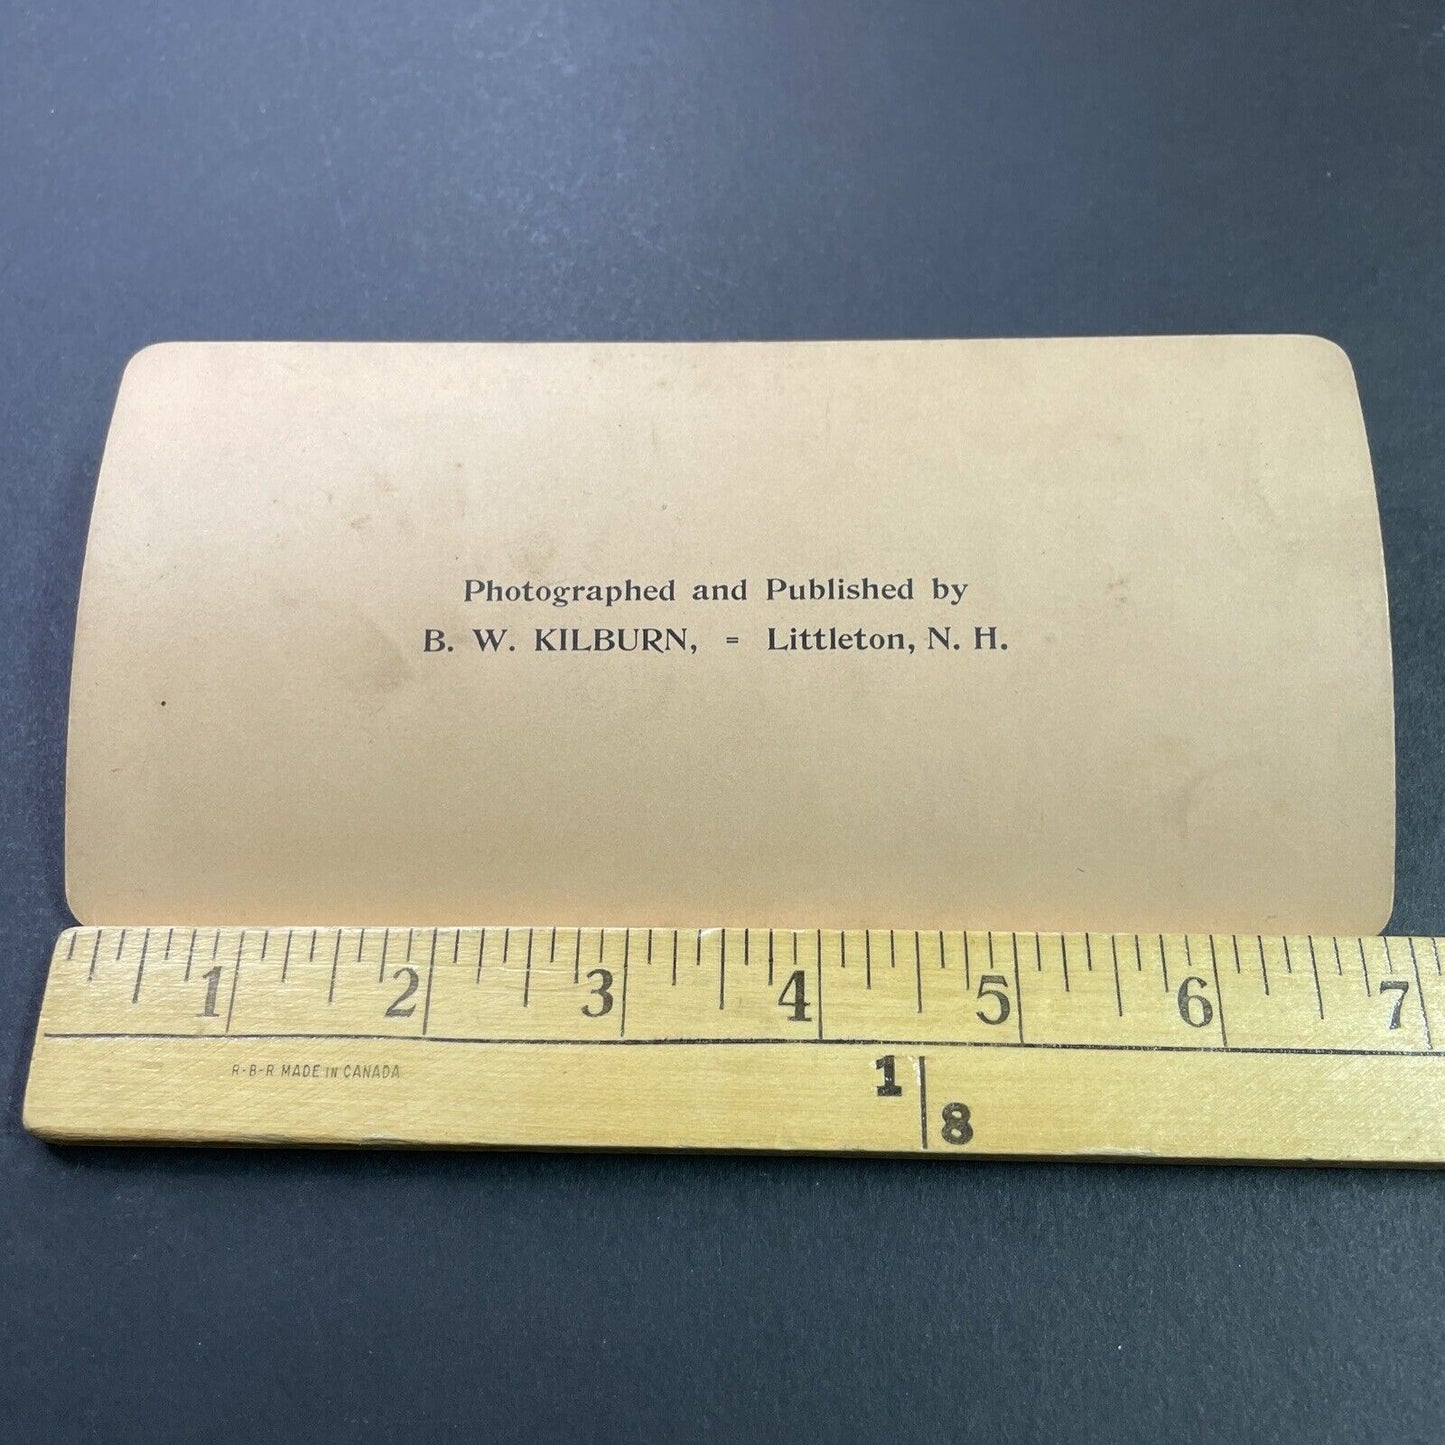 Photographed and Published by
B. W. KILBURN, = Littleton, N. H.
1 2 3 4 5 6 7
R-B-R MADE IN CANADA
1
8